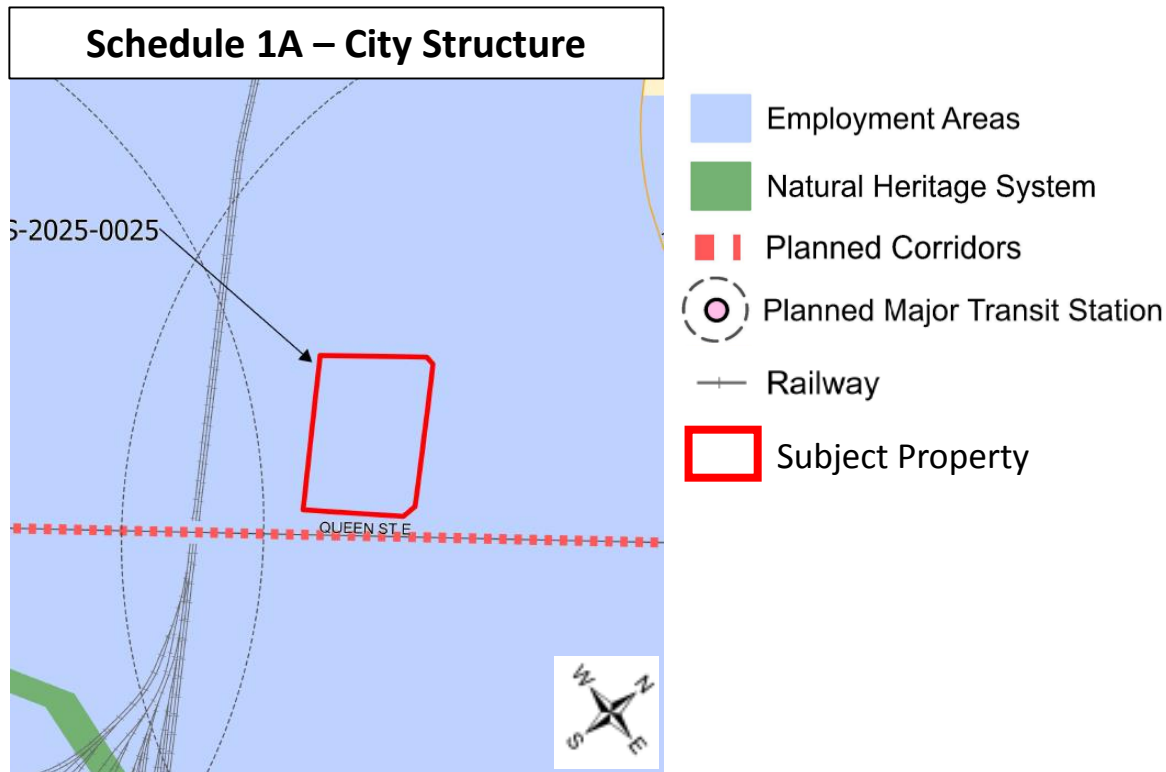 Schedule 1A – City Structure
S-2025-0025
QUEEN ST E
W
N
S
E
Employment Areas
Natural Heritage System
Planned Corridors
Planned Major Transit Station
Railway
Subject Property